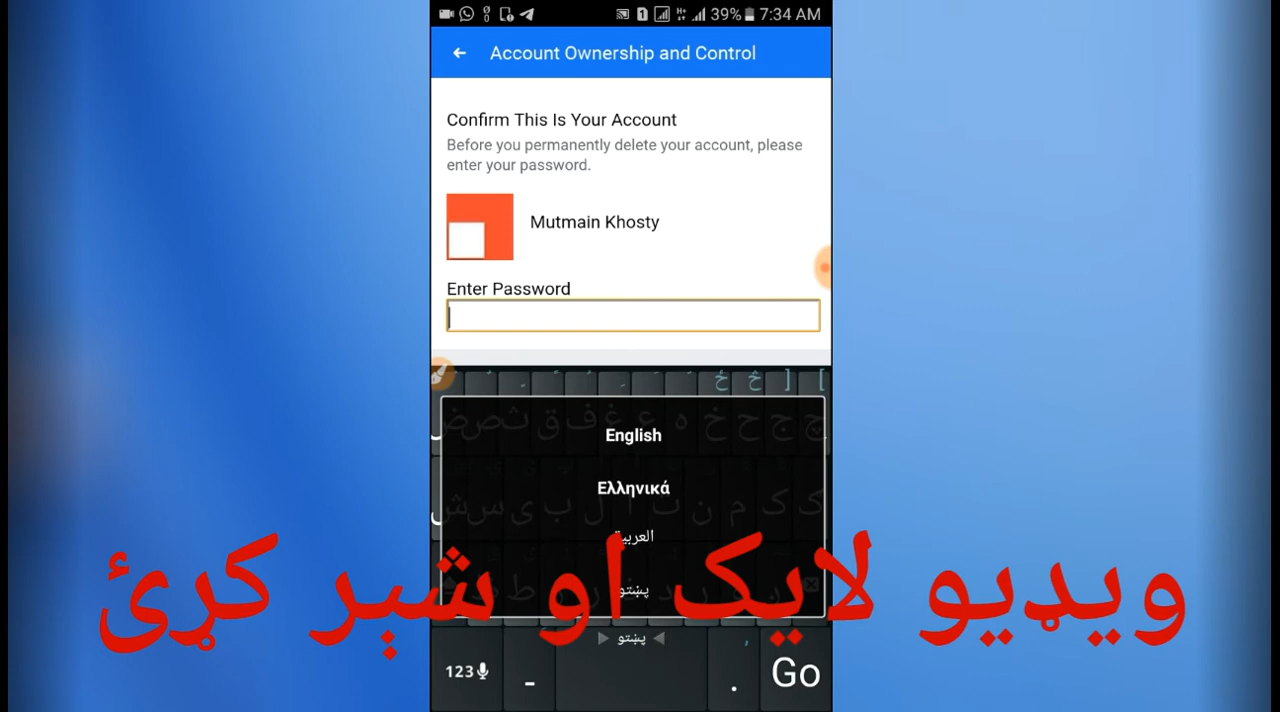 39% 7:34 AM
Account Ownership and Control
Confirm This Is Your Account
Before you permanently delete your account, please
enter your password.
Mutmain Khosty
Enter Password
English
Ελληνικά
العربية
پښتو
ویډیو لایک او شېر کړئ
پښتو
123 - . Go